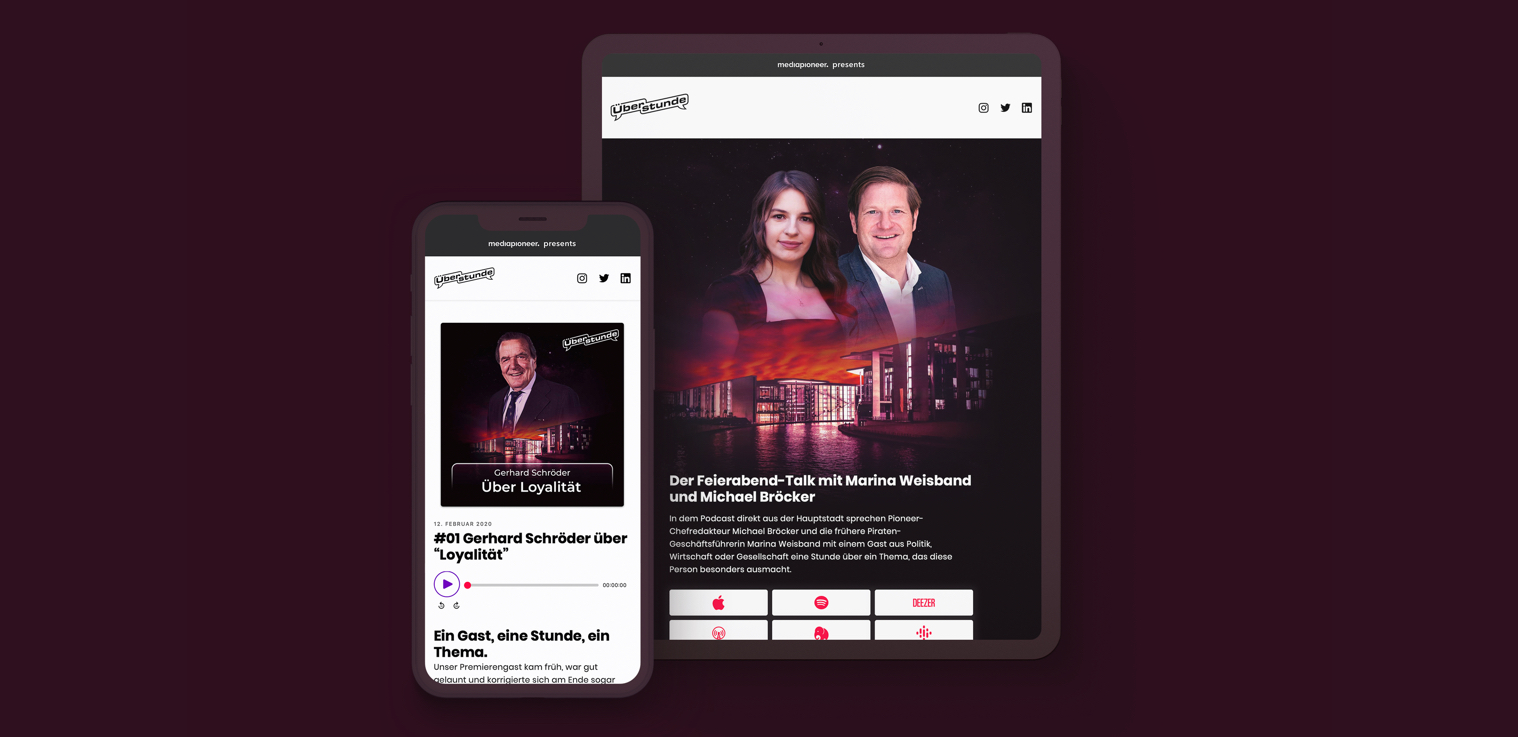 mediapioneer. presents
Überstunde
Der Feierabend-Talk mit Marina Weisband
und Michael Bröcker
In dem Podcast direkt aus der Hauptstadt sprechen Pioneer-
Chefredakteur Michael Bröcker und die frühere Piraten-
Geschäftsführerin Marina Weisband mit einem Gast aus Politik,
Wirtschaft oder Gesellschaft eine Stunde über ein Thema, das diese
Person besonders ausmacht.
DEEZER
mediapioneer. presents
Überstunde
Überstunde
Gerhard Schröder
Über Loyalität
12. FEBRUAR 2020
#01 Gerhard Schröder über
“Loyalität”
00:00:00
Ein Gast, eine Stunde, ein
Thema.
Unser Premierengast kam früh, war gut
gelaunt und korrigierte sich am Ende sogar